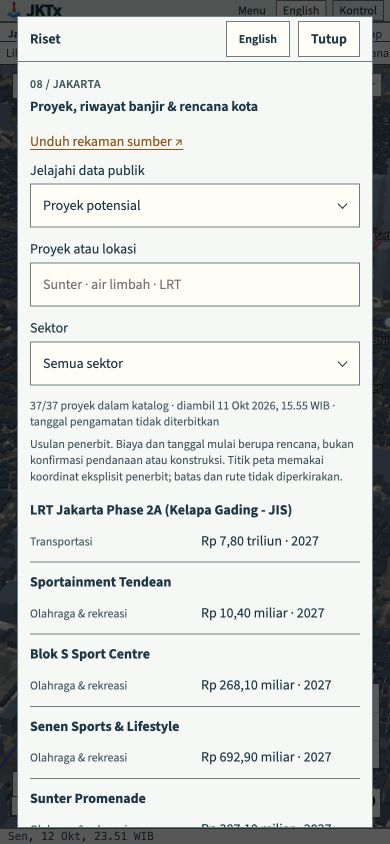 JKTx
Menu
English
Kontrol
Riset
English
Tutup
08 / JAKARTA
Proyek, riwayat banjir & rencana kota
Unduh rekaman sumber ↗
Jelajahi data publik
Proyek potensial
Proyek atau lokasi
Sunter · air limbah · LRT
Sektor
Semua sektor
37/37 proyek dalam katalog · diambil 11 Okt 2026, 15.55 WIB ·
tanggal pengamatan tidak diterbitkan
Usulan penerbit. Biaya dan tanggal mulai berupa rencana, bukan
konfirmasi pendanaan atau konstruksi. Titik peta memakai
koordinat eksplisit penerbit; batas dan rute tidak diperkirakan.
LRT Jakarta Phase 2A (Kelapa Gading - JIS)
Transportasi
Rp 7,80 triliun · 2027
Sportainment Tendean
Olahraga & rekreasi
Rp 10,40 miliar · 2027
Blok S Sport Centre
Olahraga & rekreasi
Rp 268,10 miliar · 2027
Senen Sports & Lifestyle
Olahraga & rekreasi
Rp 692,90 miliar · 2027
Sunter Promenade
Sen, 12 Okt, 23.51 WIB